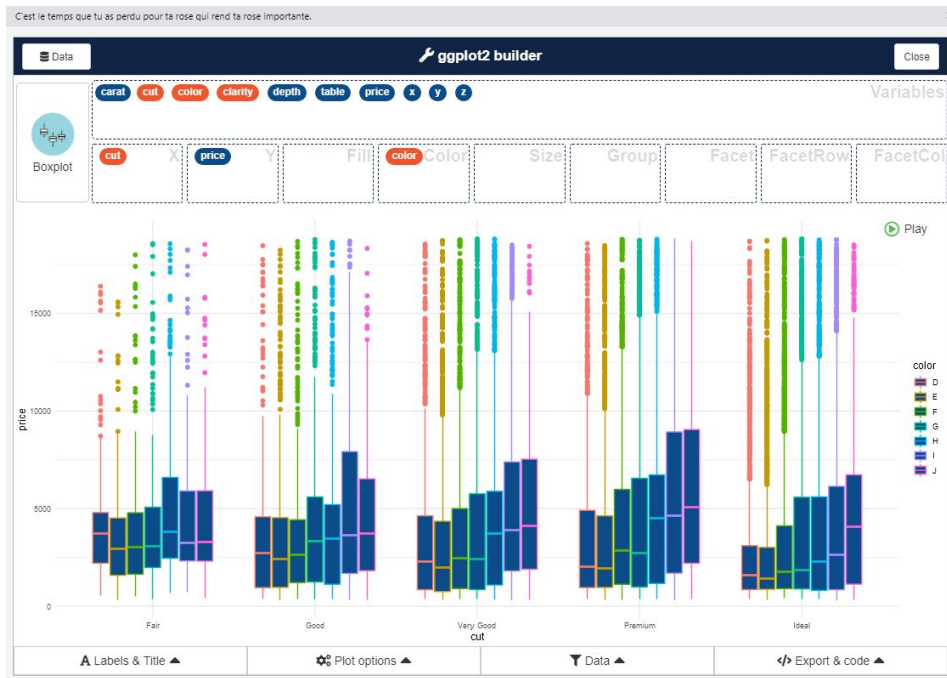 C'est le temps que tu as perdu pour ta rose qui rend ta rose importante.
Data
ggplot2 builder
Close
carat cut color clarity depth table price x y z
Variables
Boxplot
cut X
price Y
Fill
color Color
Size
Group
Facet
FacetRow
FacetCol
Play
15000
10000
5000
0
price
Fair
Good
Very Good
Premium
Ideal
cut
color
D
E
F
G
H
I
J
Labels & Title
Plot options
Data
Export & code